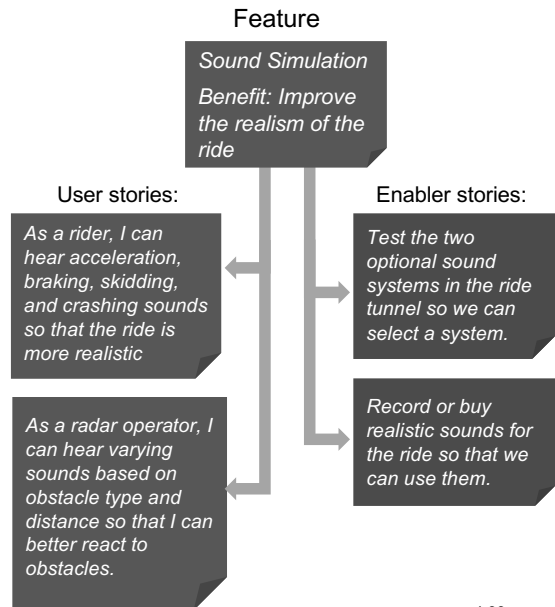 Feature
Sound Simulation
Benefit: Improve
the realism of the
ride
User stories:
As a rider, I can
hear acceleration,
braking, skidding,
and crashing sounds
so that the ride is
more realistic
As a radar operator, I
can hear varying
sounds based on
obstacle type and
distance so that I can
better react to
obstacles.
Enabler stories:
Test the two
optional sound
systems in the ride
tunnel so we can
select a system.
Record or buy
realistic sounds for
the ride so that we
can use them.